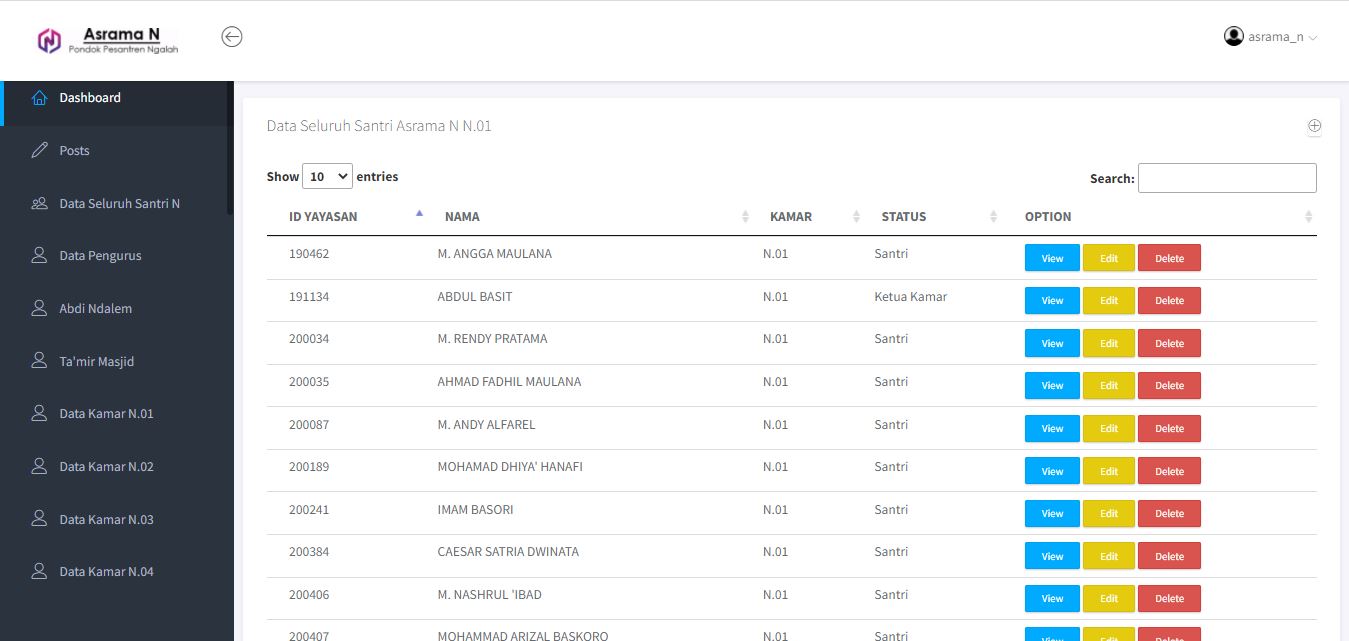 Asrama N
Pondok Pesantren Ngalah
asrama_n
Dashboard
Posts
Data Seluruh Santri N
Data Pengurus
Abdi Ndalem
Ta'mir Masjid
Data Kamar N.01
Data Kamar N.02
Data Kamar N.03
Data Kamar N.04
Data Seluruh Santri Asrama N N.01
Show 10 entries
Search:
ID YAYASAN NAMA KAMAR STATUS OPTION
190462 M. ANGGA MAULANA N.01 Santri View Edit Delete
191134 ABDUL BASIT N.01 Ketua Kamar View Edit Delete
200034 M. RENDY PRATAMA N.01 Santri View Edit Delete
200035 AHMAD FADHIL MAULANA N.01 Santri View Edit Delete
200087 M. ANDY ALFAREL N.01 Santri View Edit Delete
200189 MOHAMAD DHIYA' HANAFI N.01 Santri View Edit Delete
200241 IMAM BASORI N.01 Santri View Edit Delete
200384 CAESAR SATRIA DWINATA N.01 Santri View Edit Delete
200406 M. NASHRUL 'IBAD N.01 Santri View Edit Delete
200407 MOHAMMAD ARIZAL BASKORO N.01 Santri View Edit Delete